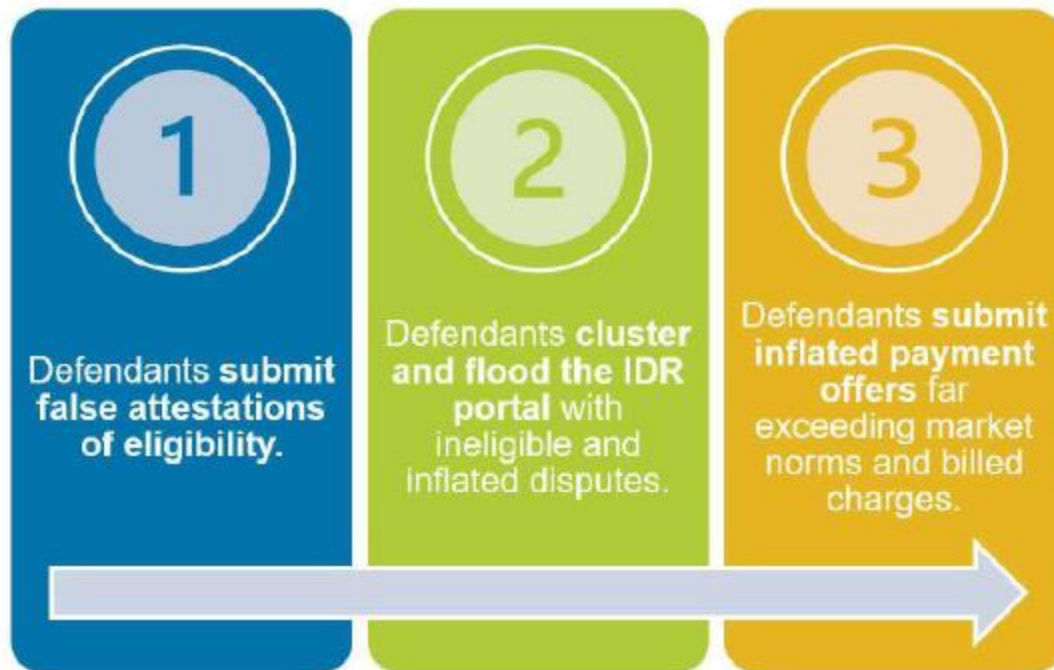 1
Defendants submit
false attestations
of eligibility.
2
Defendants cluster
and flood the IDR
portal with
ineligible and
inflated disputes.
3
Defendants submit
inflated payment
offers far
exceeding market
norms and billed
charges.